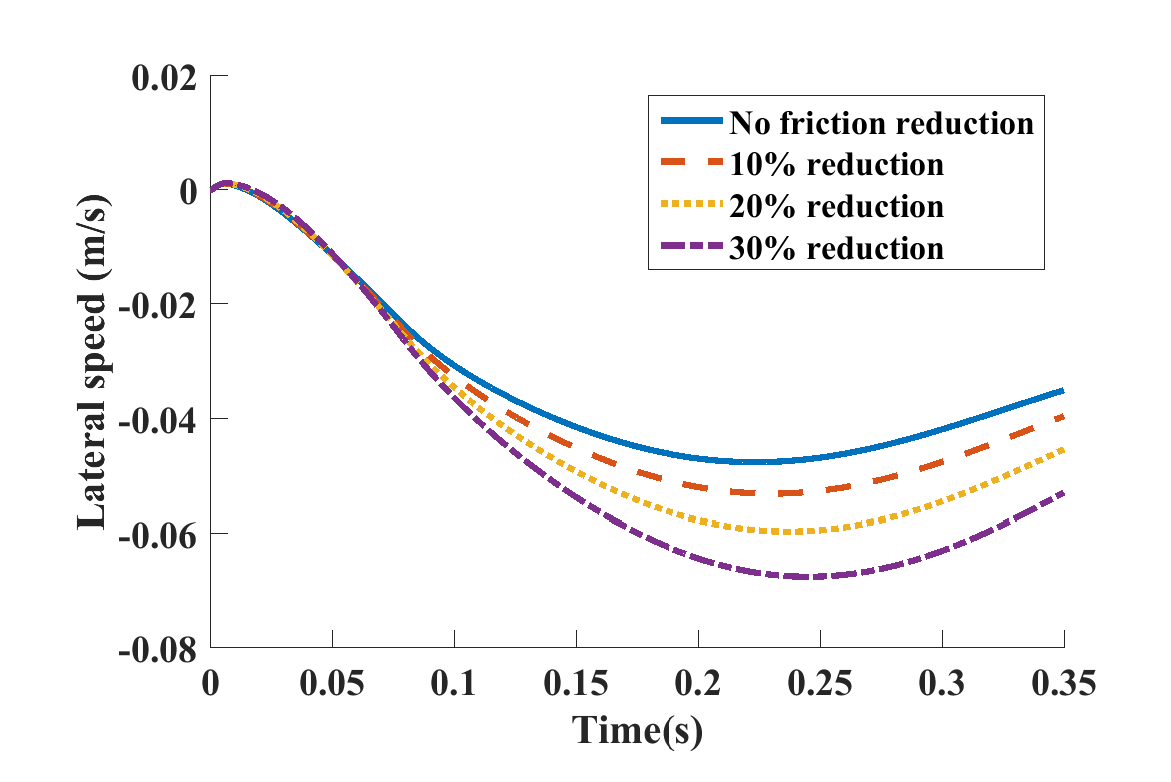 0.02
0
-0.02
-0.04
-0.06
-0.08
Lateral speed (m/s)
No friction reduction
10% reduction
20% reduction
30% reduction
0 0.05 0.1 0.15 0.2 0.25 0.3 0.35
Time(s)